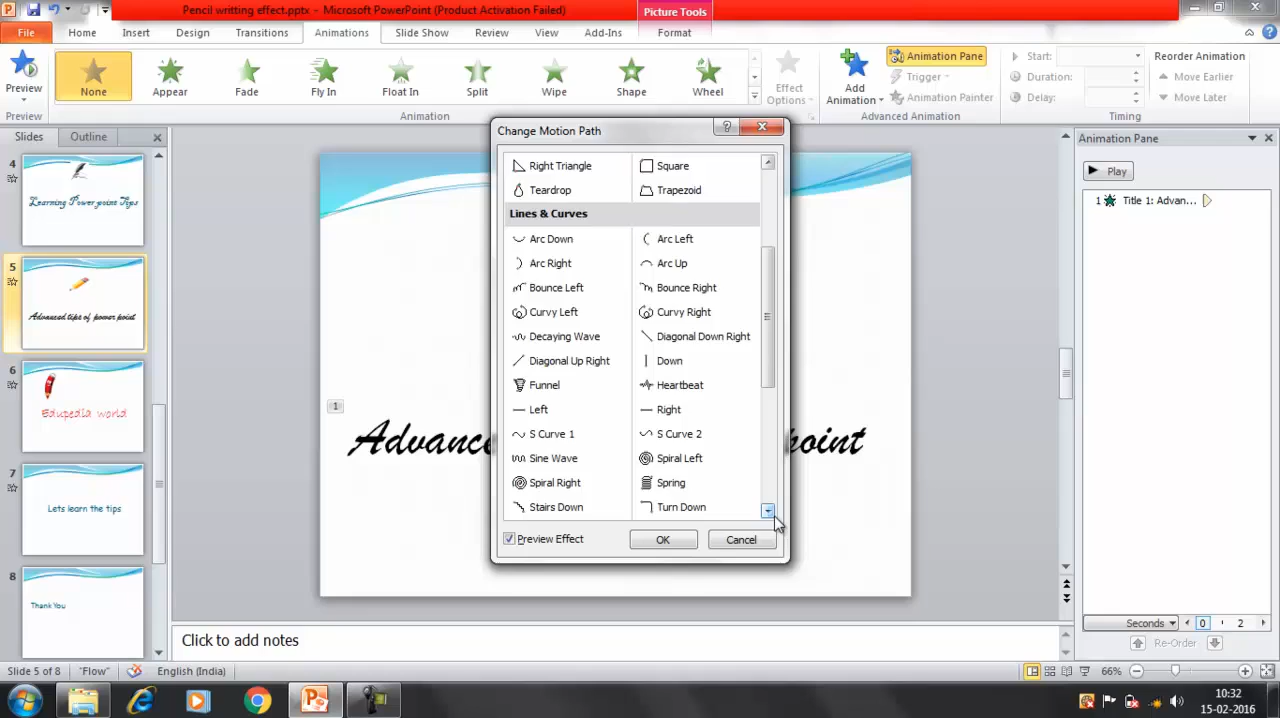 Pencil writting effect.pptx - Microsoft PowerPoint (Product Activation Failed)
Picture Tools
File Home Insert Design Transitions Animations Slide Show Review View Add-Ins Format
Preview
None
Appear
Fade
Fly In
Float In
Split
Wipe
Shape
Wheel
Effect Options
Add Animation
Animation Pane
Trigger
Animation Painter
Start:
Duration:
Delay:
Reorder Animation
Move Earlier
Move Later
Preview
Animation
Advanced Animation
Timing
Slides Outline
4
Learning Power point Tips
5
Advanced tips of power point
6
Edupedia world
7
Lets learn the tips
8
Thank You
1
Advance
point
Change Motion Path
Right Triangle Square
Teardrop Trapezoid
Lines & Curves
Arc Down Arc Left
Arc Right Arc Up
Bounce Left Bounce Right
Curvy Left Curvy Right
Decaying Wave Diagonal Down Right
Diagonal Up Right Down
Funnel Heartbeat
Left Right
S Curve 1 S Curve 2
Sine Wave Spiral Left
Spiral Right Spring
Stairs Down Turn Down
Preview Effect OK Cancel
Animation Pane
Play
1 Title 1: Advan...
Seconds 0 2
Re-Order
Click to add notes
Slide 5 of 8 "Flow" English (India) 66%
10:32
15-02-2016